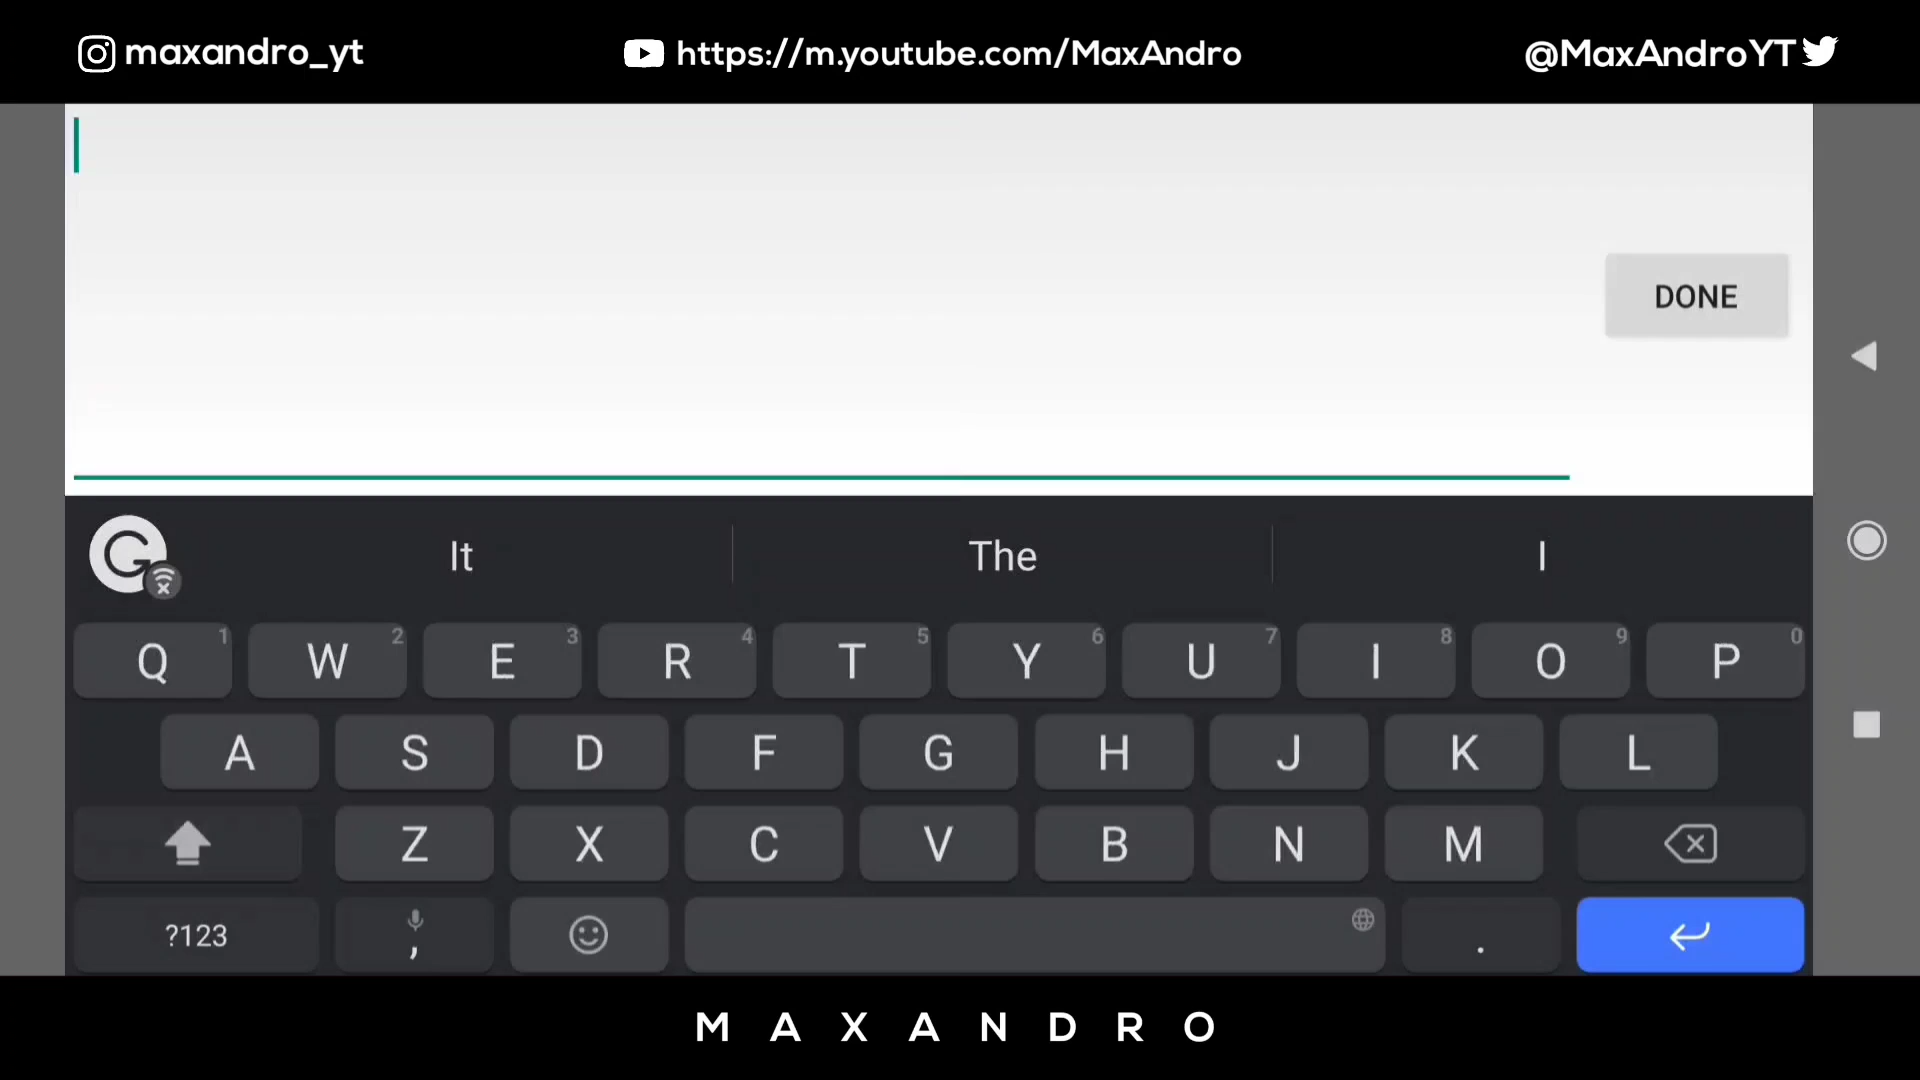 maxandro_yt https://m.youtube.com/MaxAndro @MaxAndroYT
DONE
It The I
Q 1 W 2 E 3 R 4 T 5 Y 6 U 7 I 8 O 9 P 0
A S D F G H J K L
Z X C V B N M
?123 , .
MAXANDRO